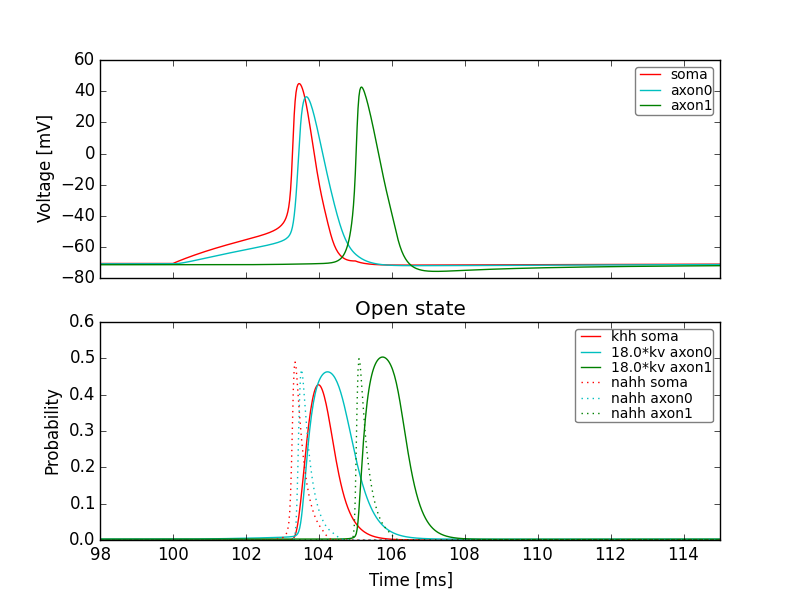 60
40
20
0
−20
−40
−60
−80
Voltage [mV]
soma
axon0
axon1
Open state
0.6
0.5
0.4
0.3
0.2
0.1
0.0
Probability
khh soma
18.0*kv axon0
18.0*kv axon1
nahh soma
nahh axon0
nahh axon1
98 100 102 104 106 108 110 112 114
Time [ms]